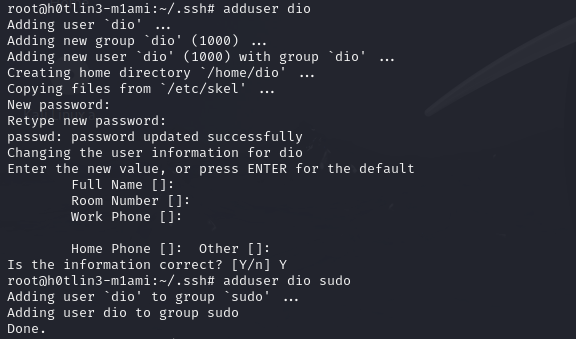 root@h0tlin3-m1ami:~/.ssh# adduser dio
Adding user `dio' ...
Adding new group `dio' (1000) ...
Adding new user `dio' (1000) with group `dio' ...
Creating home directory `/home/dio' ...
Copying files from `/etc/skel' ...
New password:
Retype new password:
passwd: password updated successfully
Changing the user information for dio
Enter the new value, or press ENTER for the default
        Full Name []:
        Room Number []:
        Work Phone []:
        Home Phone []:  Other []:
Is the information correct? [Y/n] Y
root@h0tlin3-m1ami:~/.ssh# adduser dio sudo
Adding user `dio' to group `sudo' ...
Adding user dio to group sudo
Done.